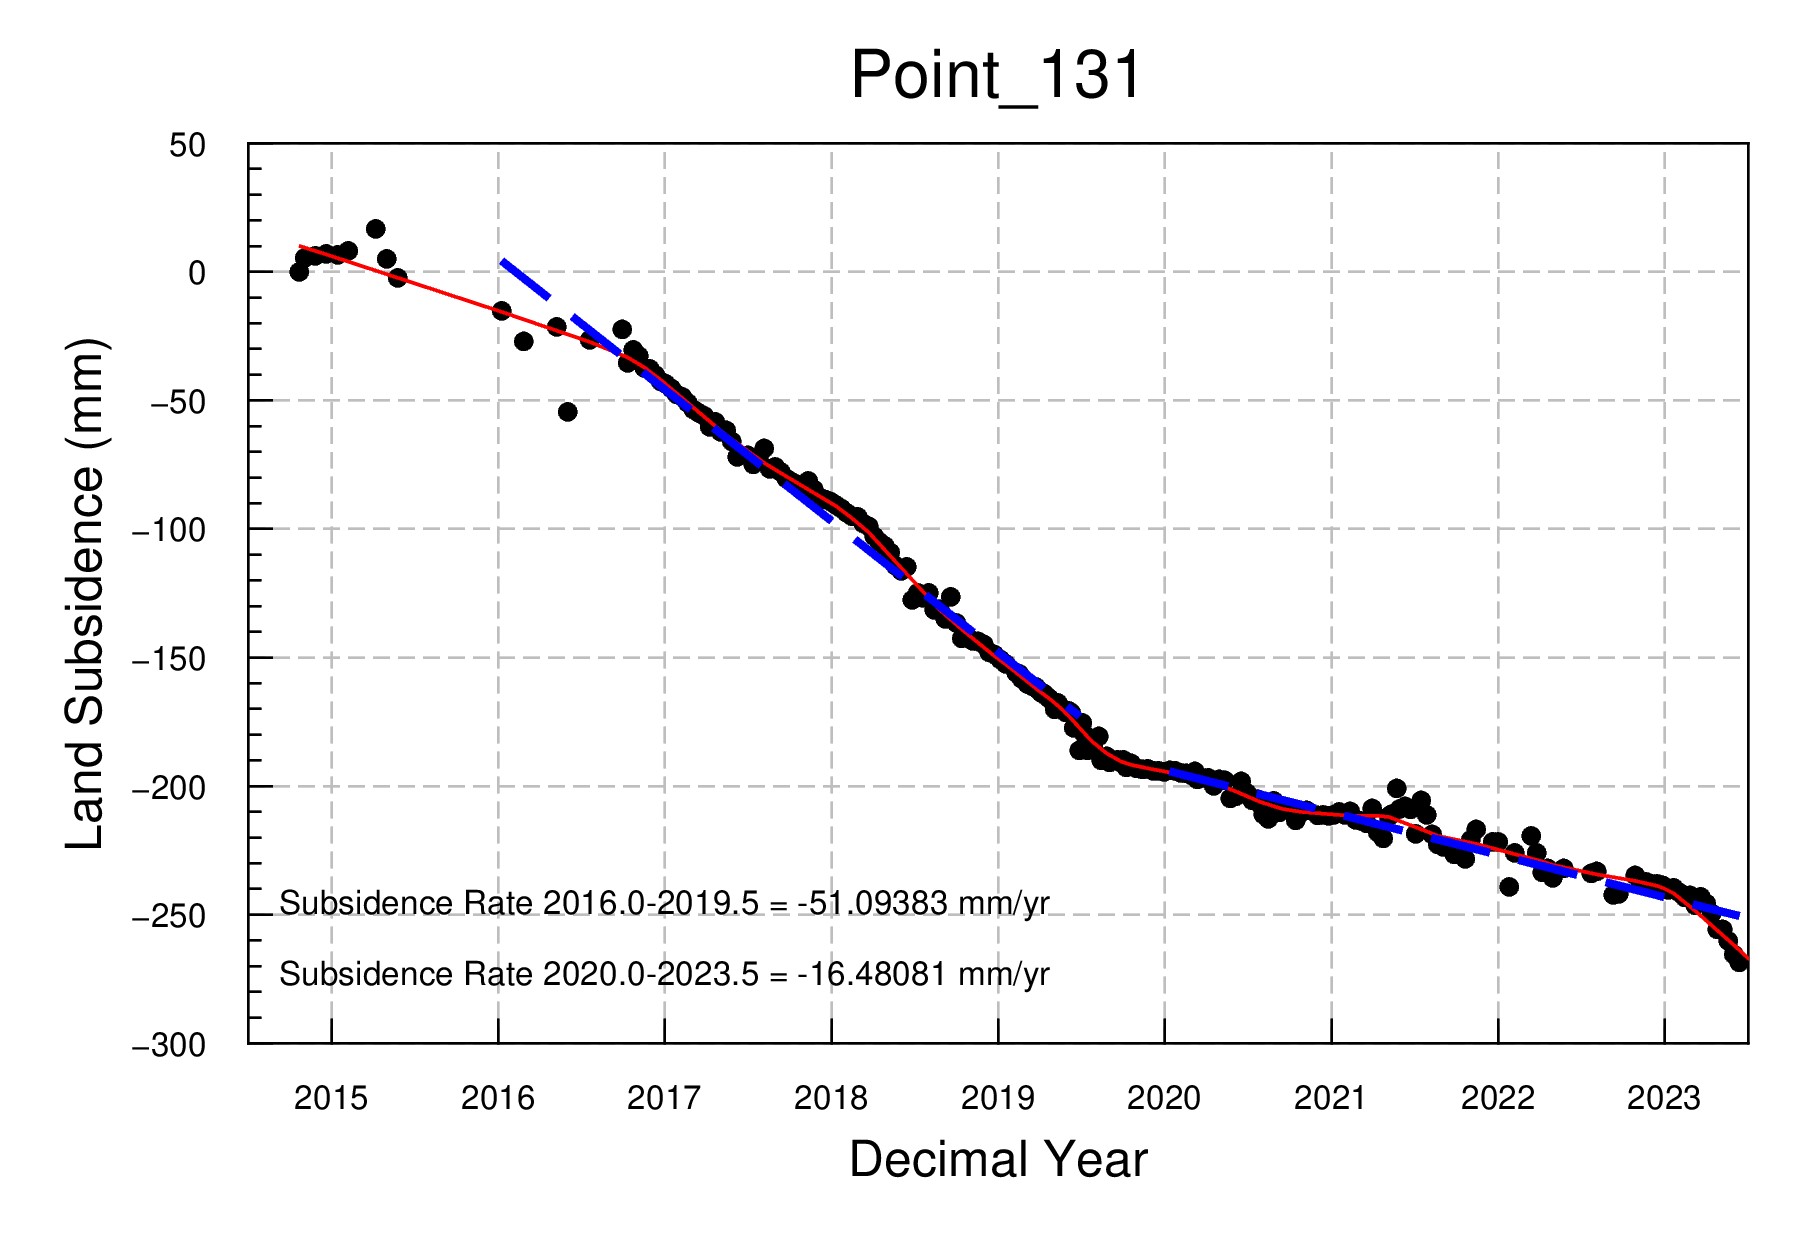 Point_131
50
0
−50
−100
−150
−200
−250
−300
Land Subsidence (mm)
Subsidence Rate 2016.0-2019.5 = -51.09383 mm/yr
Subsidence Rate 2020.0-2023.5 = -16.48081 mm/yr
2015 2016 2017 2018 2019 2020 2021 2022 2023
Decimal Year